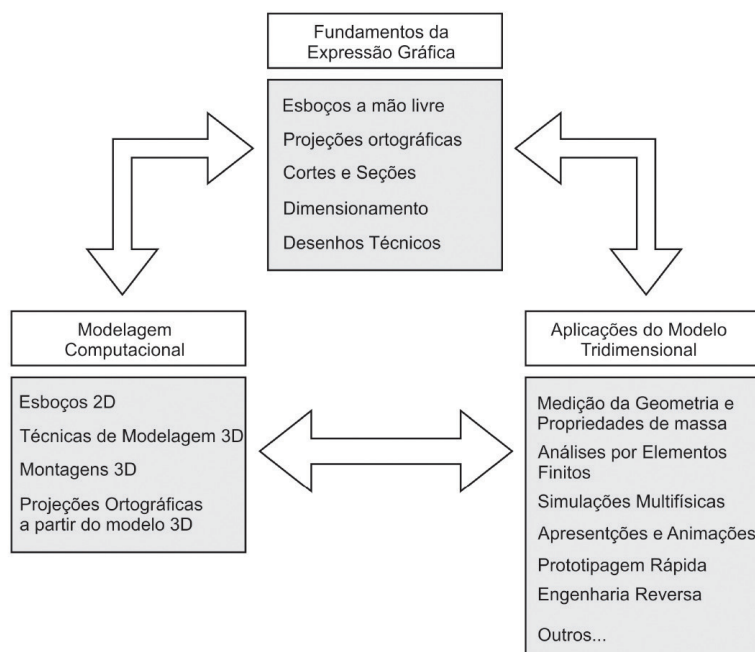 Fundamentos da
Expressão Gráfica
Esboços a mão livre
Projeções ortográficas
Cortes e Seções
Dimensionamento
Desenhos Técnicos
Modelagem
Computacional
Esboços 2D
Técnicas de Modelagem 3D
Montagens 3D
Projeções Ortográficas
a partir do modelo 3D
Aplicações do Modelo
Tridimensional
Medição da Geometria e
Propriedades de massa
Análises por Elementos
Finitos
Simulações Multifísicas
Apresentções e Animações
Prototipagem Rápida
Engenharia Reversa
Outros...